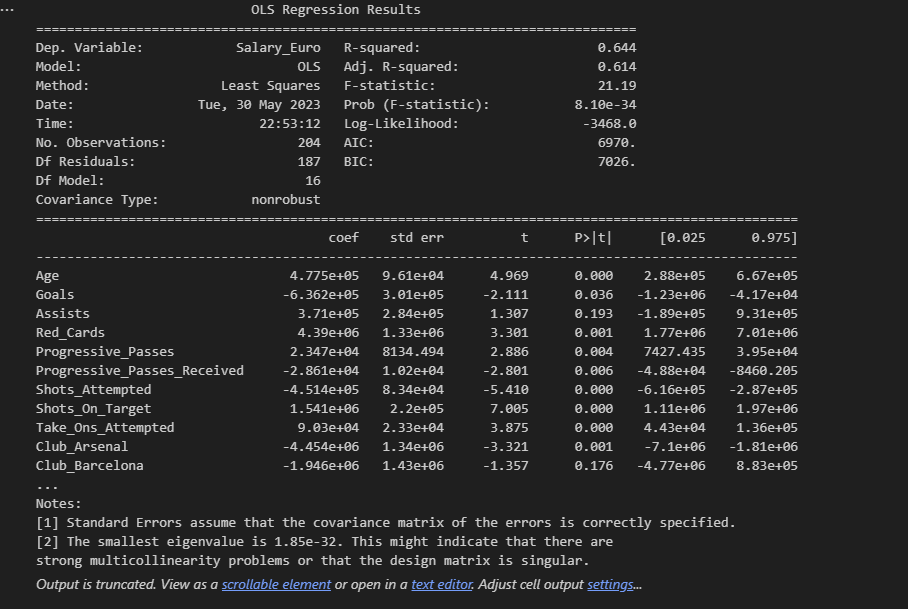 ...
OLS Regression Results
==============================================================================
Dep. Variable: Salary_Euro R-squared: 0.644
Model: OLS Adj. R-squared: 0.614
Method: Least Squares F-statistic: 21.19
Date: Tue, 30 May 2023 Prob (F-statistic): 8.10e-34
Time: 22:53:12 Log-Likelihood: -3468.0
No. Observations: 204 AIC: 6970.
Df Residuals: 187 BIC: 7026.
Df Model: 16
Covariance Type: nonrobust
===================================================================================================
coef std err t P>|t| [0.025 0.975]
---------------------------------------------------------------------------------------------------
Age 4.775e+05 9.61e+04 4.969 0.000 2.88e+05 6.67e+05
Goals -6.362e+05 3.01e+05 -2.111 0.036 -1.23e+06 -4.17e+04
Assists 3.71e+05 2.84e+05 1.307 0.193 -1.89e+05 9.31e+05
Red_Cards 4.39e+06 1.33e+06 3.301 0.001 1.77e+06 7.01e+06
Progressive_Passes 2.347e+04 8134.494 2.886 0.004 7427.435 3.95e+04
Progressive_Passes_Received -2.861e+04 1.02e+04 -2.801 0.006 -4.88e+04 -8460.205
Shots_Attempted -4.514e+05 8.34e+04 -5.410 0.000 -6.16e+05 -2.87e+05
Shots_On_Target 1.541e+06 2.2e+05 7.005 0.000 1.11e+06 1.97e+06
Take_Ons_Attempted 9.03e+04 2.33e+04 3.875 0.000 4.43e+04 1.36e+05
Club_Arsenal -4.454e+06 1.34e+06 -3.321 0.001 -7.1e+06 -1.81e+06
Club_Barcelona -1.946e+06 1.43e+06 -1.357 0.176 -4.77e+06 8.83e+05
...
Notes:
[1] Standard Errors assume that the covariance matrix of the errors is correctly specified.
[2] The smallest eigenvalue is 1.85e-32. This might indicate that there are
strong multicollinearity problems or that the design matrix is singular.
Output is truncated. View as a scrollable element or open in a text editor. Adjust cell output settings...